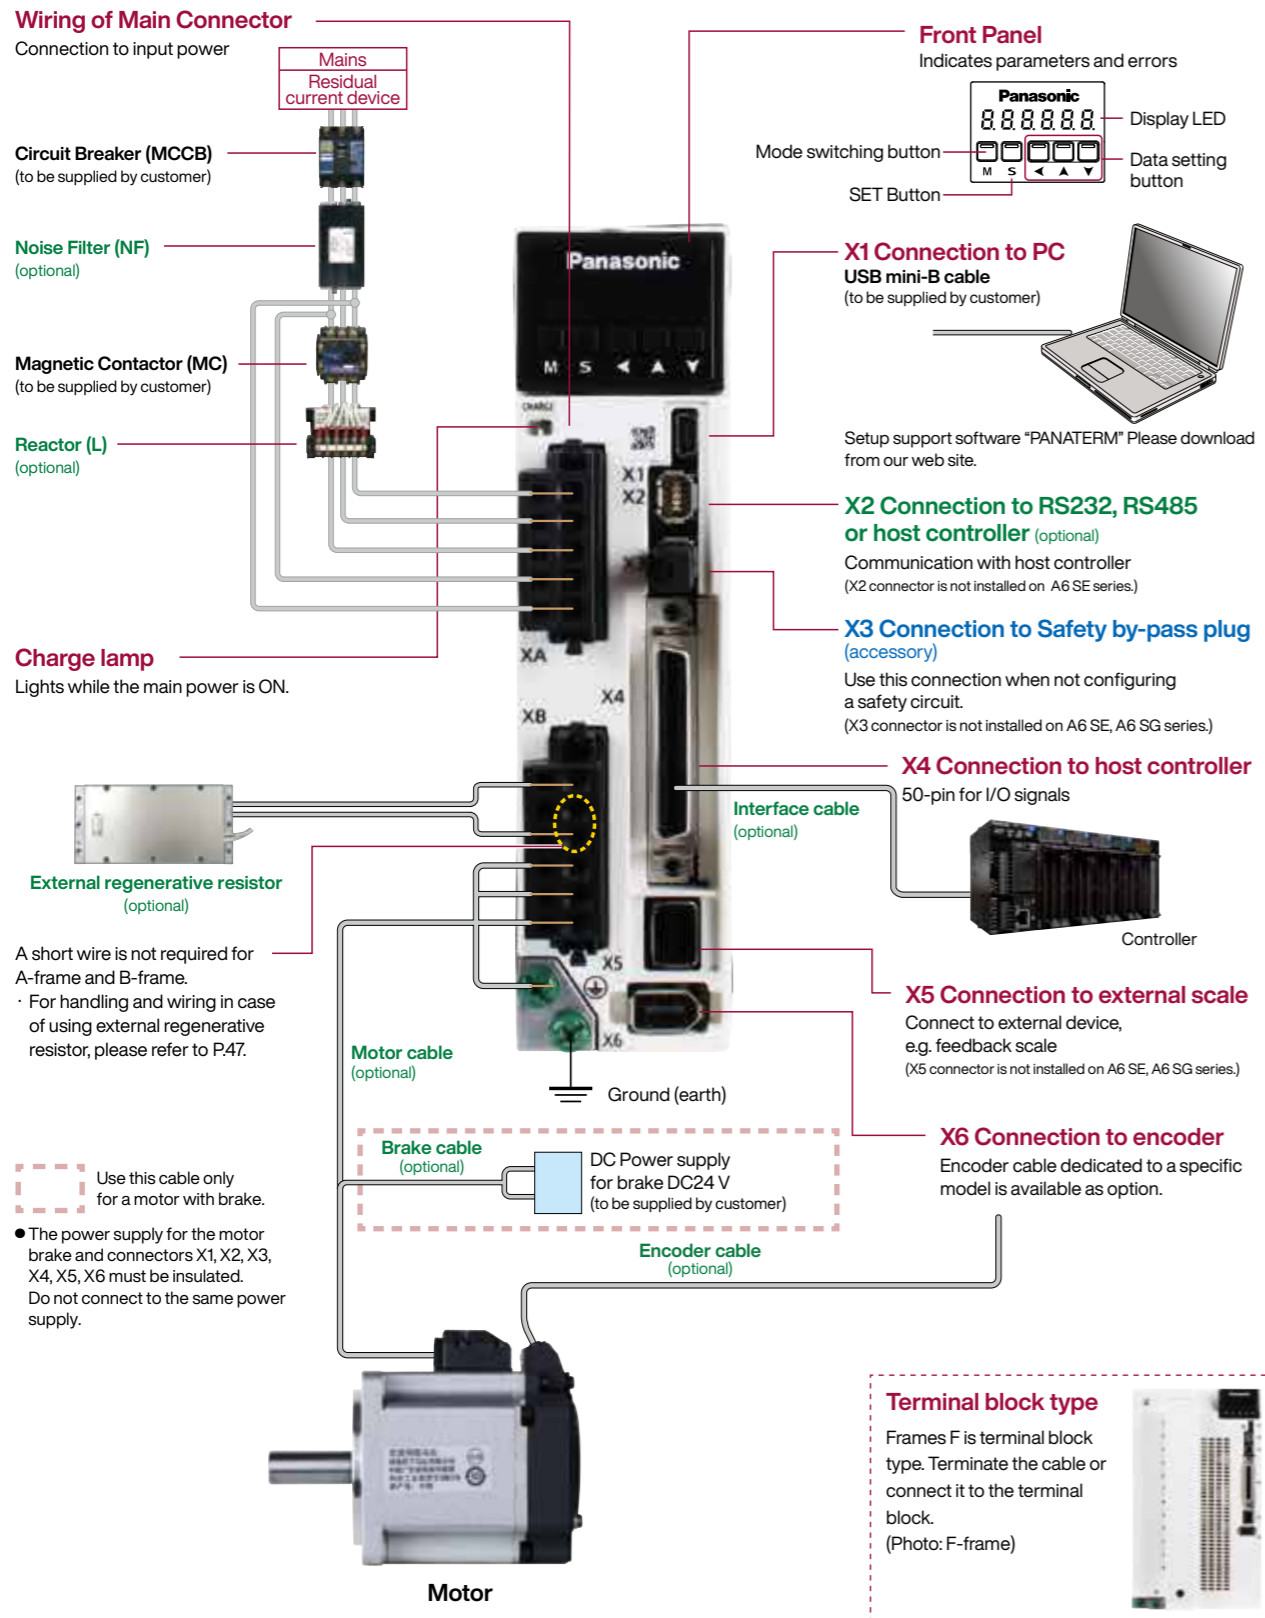 Wiring of Main Connector
Connection to input power
Mains
Residual
current device
Circuit Breaker (MCCB)
(to be supplied by customer)
Noise Filter (NF)
(optional)
Magnetic Contactor (MC)
(to be supplied by customer)
Reactor (L)
(optional)
Charge lamp
Lights while the main power is ON.
External regenerative resistor
(optional)
A short wire is not required for
A-frame and B-frame.
· For handling and wiring in case
of using external regenerative
resistor, please refer to P.47.
Use this cable only
for a motor with brake.
● The power supply for the motor
brake and connectors X1, X2, X3,
X4, X5, X6 must be insulated.
Do not connect to the same power
supply.
Panasonic
M S
CHARGE
X1
X2
X3
XA
X4
XB
X5
X6
Ground (earth)
Motor cable
(optional)
Brake cable
(optional)
DC Power supply
for brake DC24 V
(to be supplied by customer)
Encoder cable
(optional)
Motor
Front Panel
Indicates parameters and errors
Panasonic
8.8.8.8.8.8.
Display LED
Mode switching button
M S
Data setting
button
SET Button
X1 Connection to PC
USB mini-B cable
(to be supplied by customer)
Setup support software “PANATERM” Please download
from our web site.
X2 Connection to RS232, RS485
or host controller (optional)
Communication with host controller
(X2 connector is not installed on A6 SE series.)
X3 Connection to Safety by-pass plug
(accessory)
Use this connection when not configuring
a safety circuit.
(X3 connector is not installed on A6 SE, A6 SG series.)
X4 Connection to host controller
50-pin for I/O signals
Interface cable
(optional)
Controller
X5 Connection to external scale
Connect to external device,
e.g. feedback scale
(X5 connector is not installed on A6 SE, A6 SG series.)
X6 Connection to encoder
Encoder cable dedicated to a specific
model is available as option.
Terminal block type
Frames F is terminal block
type. Terminate the cable or
connect it to the terminal
block.
(Photo: F-frame)
Panasonic